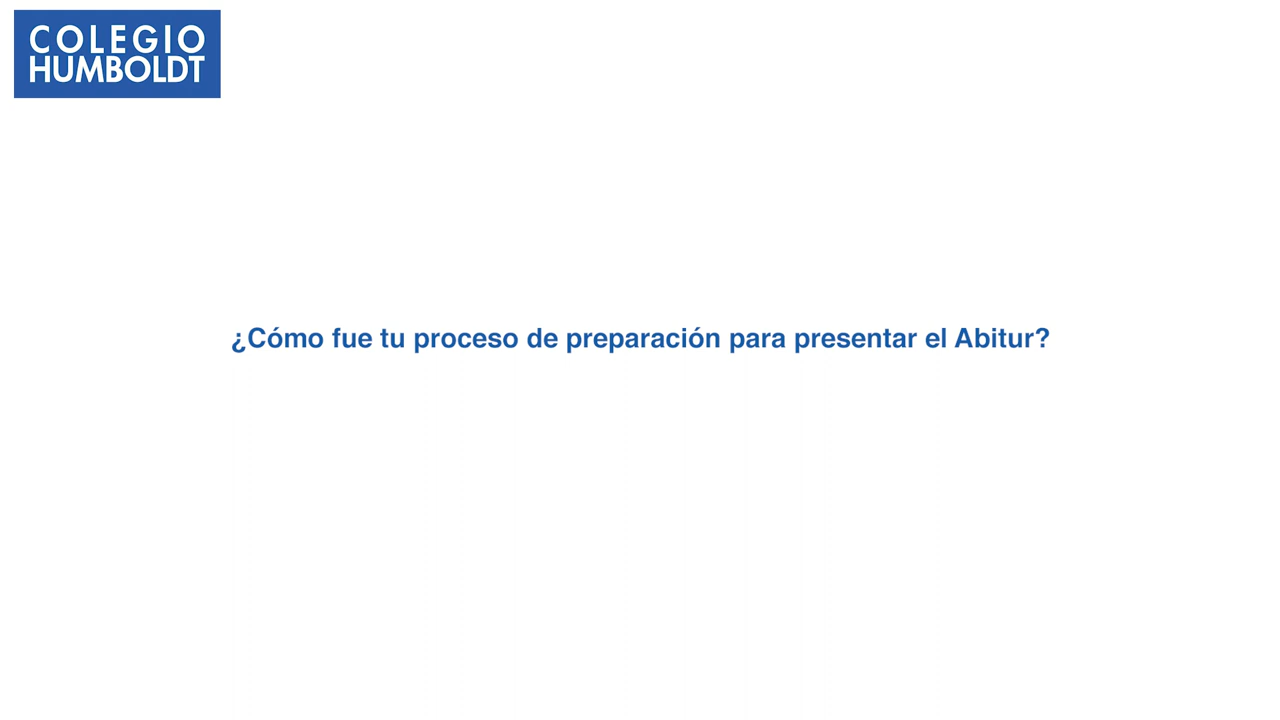 COLEGIO
HUMBOLDT
¿Cómo fue tu proceso de preparación para presentar el Abitur?